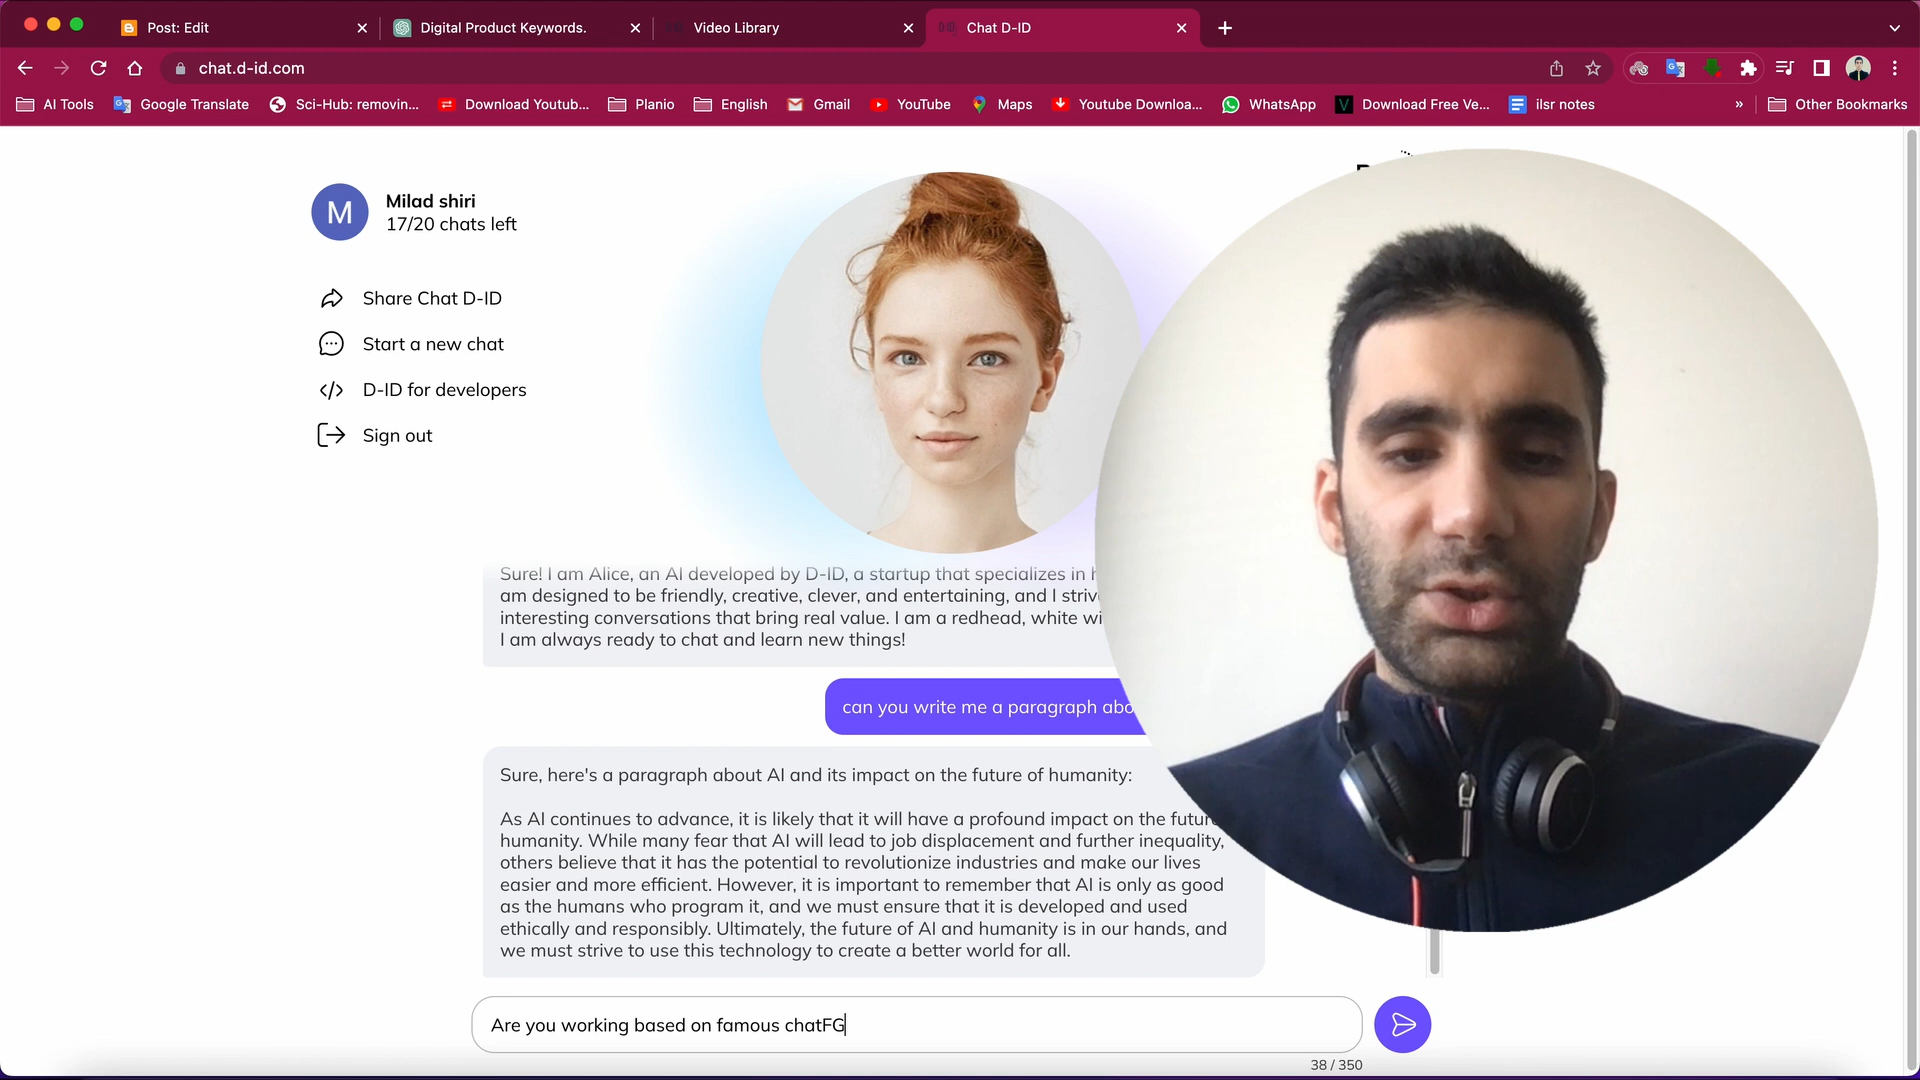 Post: Edit
Digital Product Keywords.
Video Library
Chat D-ID
chat.d-id.com
AI Tools
Google Translate
Sci-Hub: removin...
Download Youtub...
Planio
English
Gmail
YouTube
Maps
Youtube Downloa...
WhatsApp
Download Free Ve...
ilsr notes
»
Other Bookmarks
M
Milad shiri
17/20 chats left
Share Chat D-ID
Start a new chat
D-ID for developers
Sign out
Sure! I am Alice, an AI developed by D-ID, a startup that specializes in
am designed to be friendly, creative, clever, and entertaining, and I
interesting conversations that bring real value. I am a redhead, white
I am always ready to chat and learn new things!
can you write me a paragraph
Sure, here's a paragraph about AI and its impact on the future of humanity:
As AI continues to advance, it is likely that it will have a profound impact on the
humanity. While many fear that AI will lead to job displacement and further inequality,
others believe that it has the potential to revolutionize industries and make our lives
easier and more efficient. However, it is important to remember that AI is only as good
as the humans who program it, and we must ensure that it is developed and used
ethically and responsibly. Ultimately, the future of AI and humanity is in our hands, and
we must strive to use this technology to create a better world for all.
Are you working based on famous chatFG
38 / 350